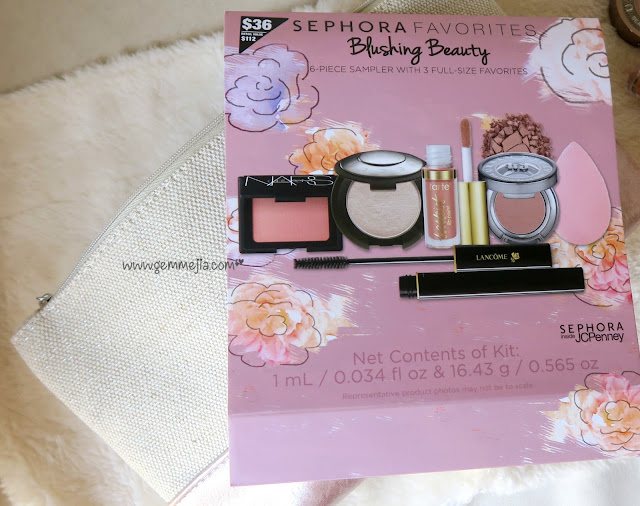 $36
$112
SEPHORA FAVORITES
Blushing Beauty
6-PIECE SAMPLER WITH 3 FULL-SIZE FAVORITES
NARS
tarte
LANCÔME
www.gemmejia.com
SEPHORA
inside JCPenney
Net Contents of Kit:
1 mL / 0.034 fl oz & 16.43 g / 0.565 oz
Representative product photos may not be to scale.